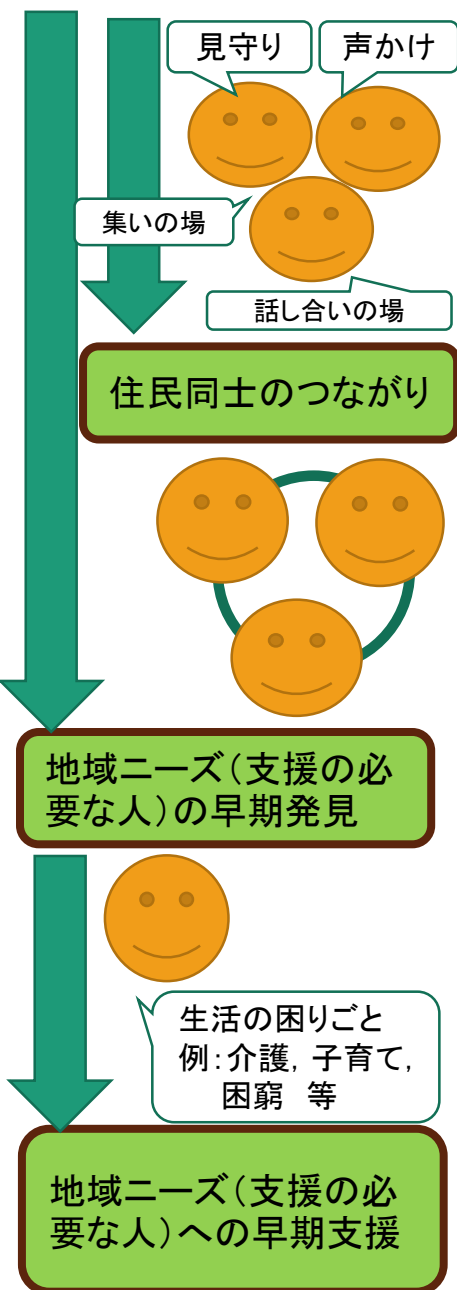 見守り
声かけ
集いの場
話し合いの場
住民同士のつながり
地域ニーズ（支援の必
要な人）の早期発見
生活の困りごと
例：介護，子育て，
困窮　等
地域ニーズ（支援の必
要な人）への早期支援